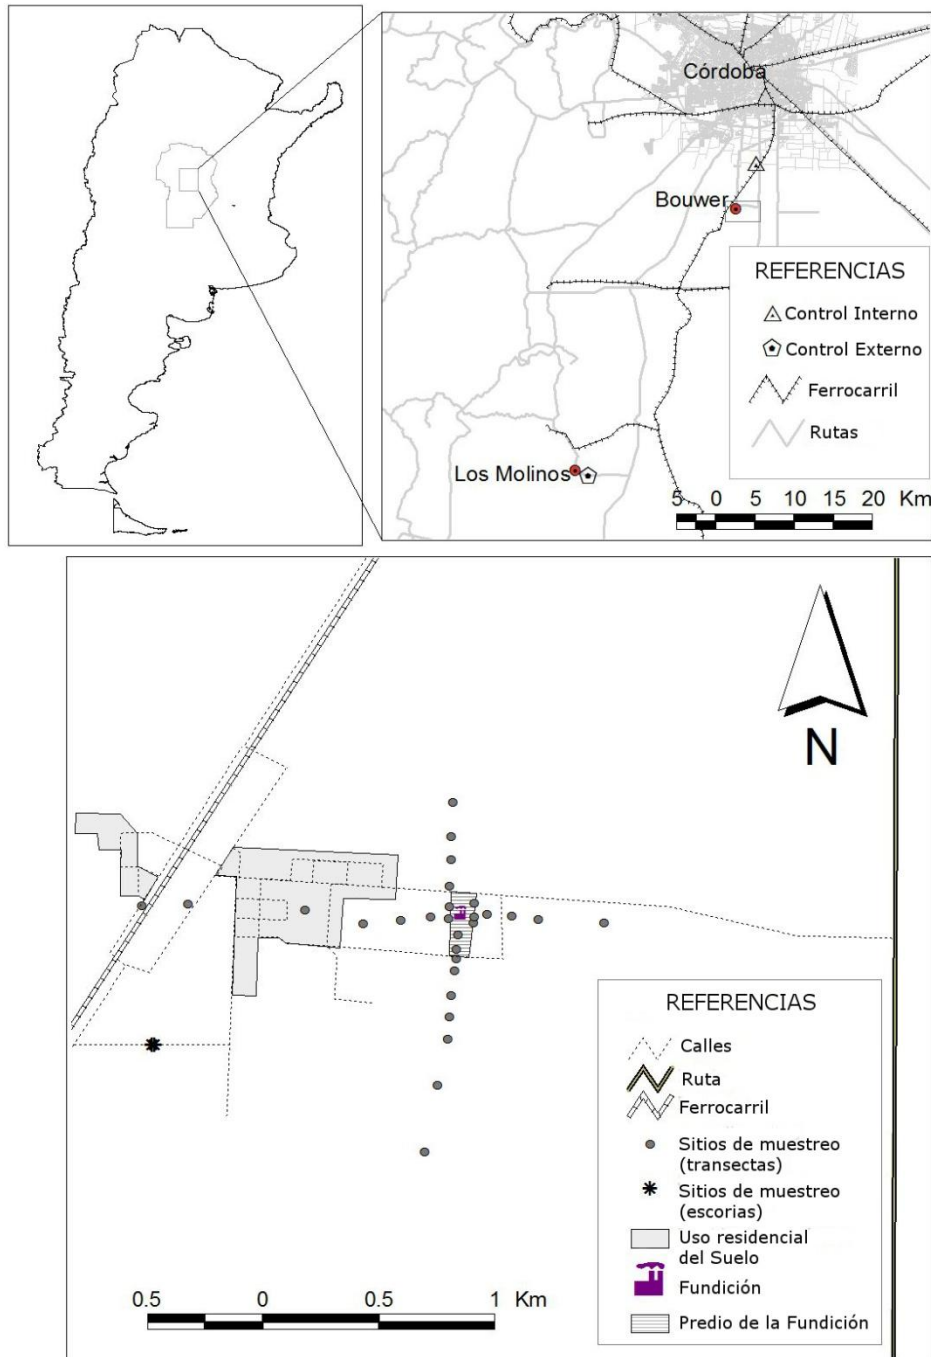 Córdoba
Bouwer
REFERENCIAS
Control Interno
Control Externo
Ferrocarril
Rutas
Los Molinos
5 0 5 10 15 20 Km
N
REFERENCIAS
Calles
Ruta
Ferrocarril
Sitios de muestreo
(transectas)
Sitios de muestreo
(escorias)
Uso residencial
del Suelo
Fundición
Predio de la Fundición
0.5 0 0.5 1 Km